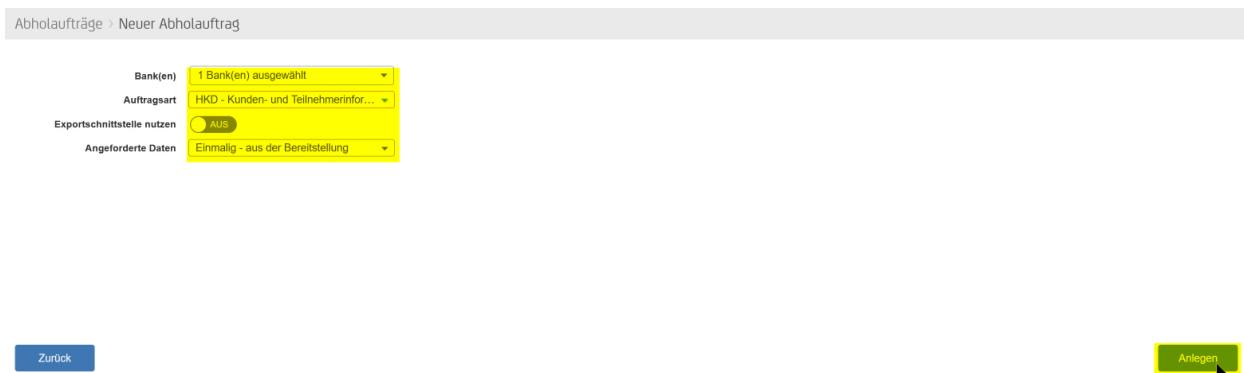 Abholaufträge > Neuer Abholauftrag
Bank(en) 1 Bank(en) ausgewählt
Auftragsart HKD - Kunden- und Teilnehmerinfor...
Exportschnittstelle nutzen AUS
Angeforderte Daten Einmalig - aus der Bereitstellung
Zurück Anlegen